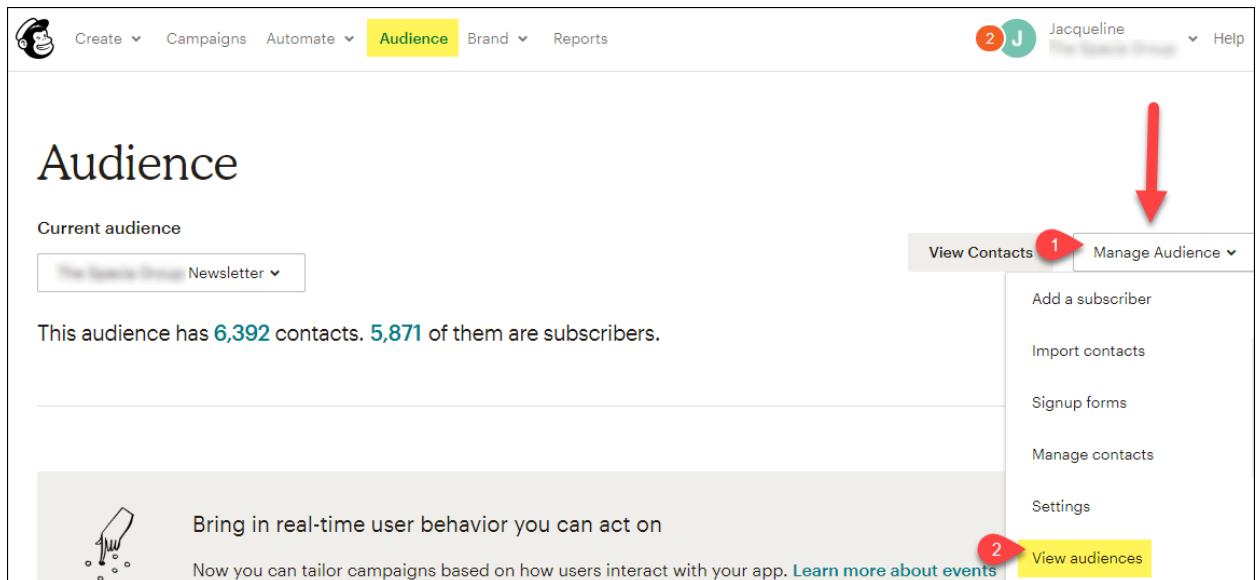 Create Campaigns Automate Audience Brand Reports 2 J Jacqueline Help
Audience
Current audience
Newsletter
View Contacts 1 Manage Audience
This audience has 6,392 contacts. 5,871 of them are subscribers.
Add a subscriber
Import contacts
Signup forms
Manage contacts
Settings
2 View audiences
Bring in real-time user behavior you can act on
Now you can tailor campaigns based on how users interact with your app. Learn more about events